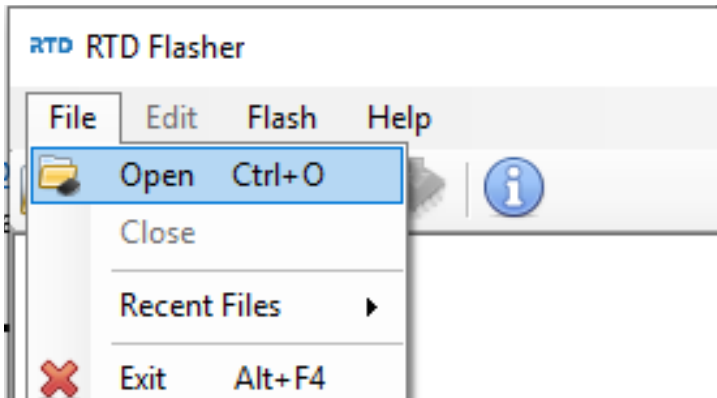 RTD RTD Flasher
File Edit Flash Help
Open Ctrl+O
Close
Recent Files
Exit Alt+F4